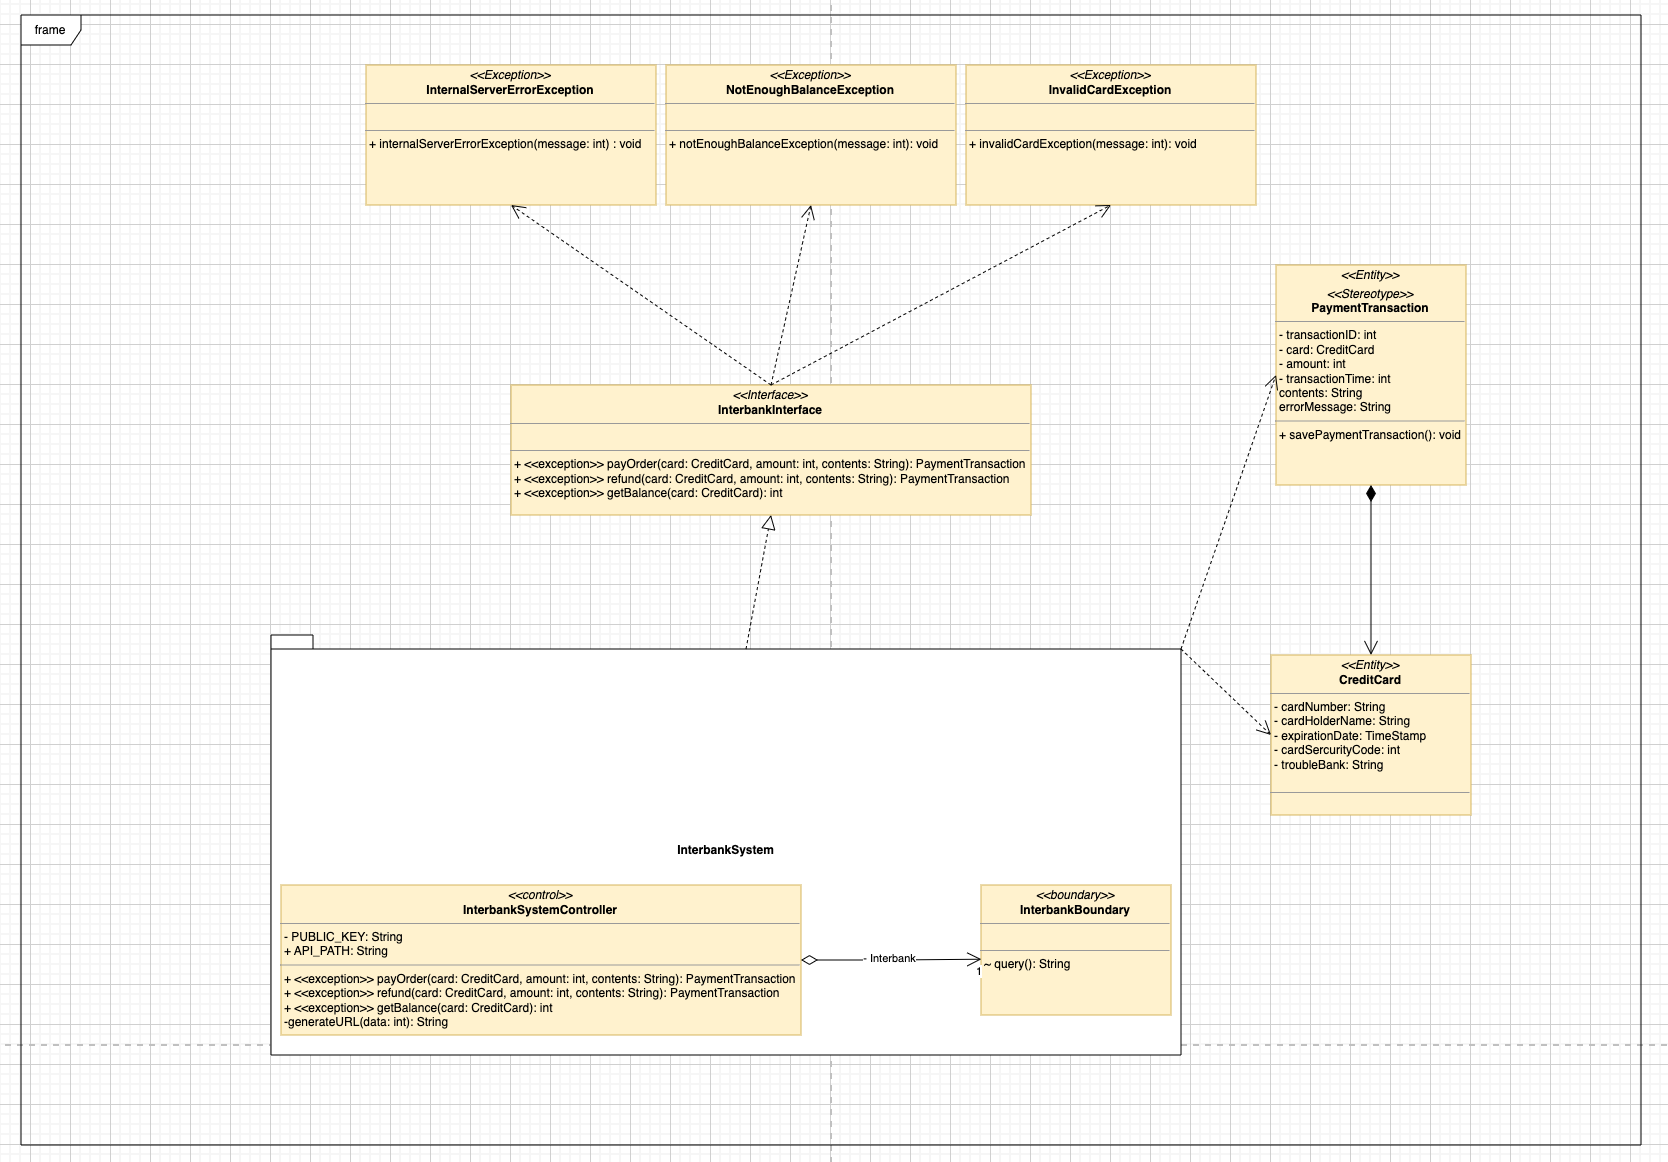 frame
<<Exception>>
InternalServerErrorException
+ internalServerErrorException(message: int) : void
<<Exception>>
NotEnoughBalanceException
+ notEnoughBalanceException(message: int): void
<<Exception>>
InvalidCardException
+ invalidCardException(message: int): void
<<Entity>>
<<Stereotype>>
PaymentTransaction
- transactionID: int
- card: CreditCard
- amount: int
- transactionTime: int
contents: String
errorMessage: String
+ savePaymentTransaction(): void
<<Interface>>
InterbankInterface
+ <<exception>> payOrder(card: CreditCard, amount: int, contents: String): PaymentTransaction
+ <<exception>> refund(card: CreditCard, amount: int, contents: String): PaymentTransaction
+ <<exception>> getBalance(card: CreditCard): int
<<Entity>>
CreditCard
- cardNumber: String
- cardHolderName: String
- expirationDate: TimeStamp
- cardSercurityCode: int
- troubleBank: String
InterbankSystem
<<control>>
InterbankSystemController
- PUBLIC_KEY: String
+ API_PATH: String
+ <<exception>> payOrder(card: CreditCard, amount: int, contents: String): PaymentTransaction
+ <<exception>> refund(card: CreditCard, amount: int, contents: String): PaymentTransaction
+ <<exception>> getBalance(card: CreditCard): int
-generateURL(data: int): String
- Interbank
1
<<boundary>>
InterbankBoundary
~ query(): String